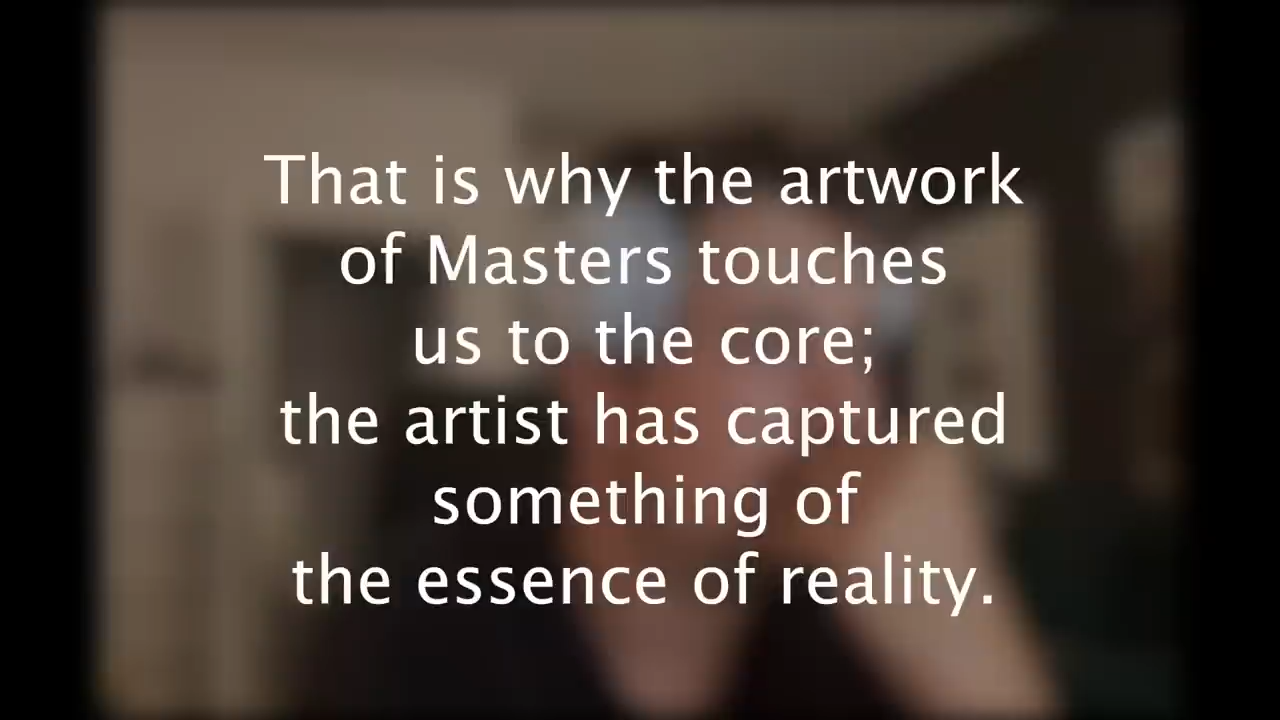 That is why the artwork
of Masters touches
us to the core;
the artist has captured
something of
the essence of reality.